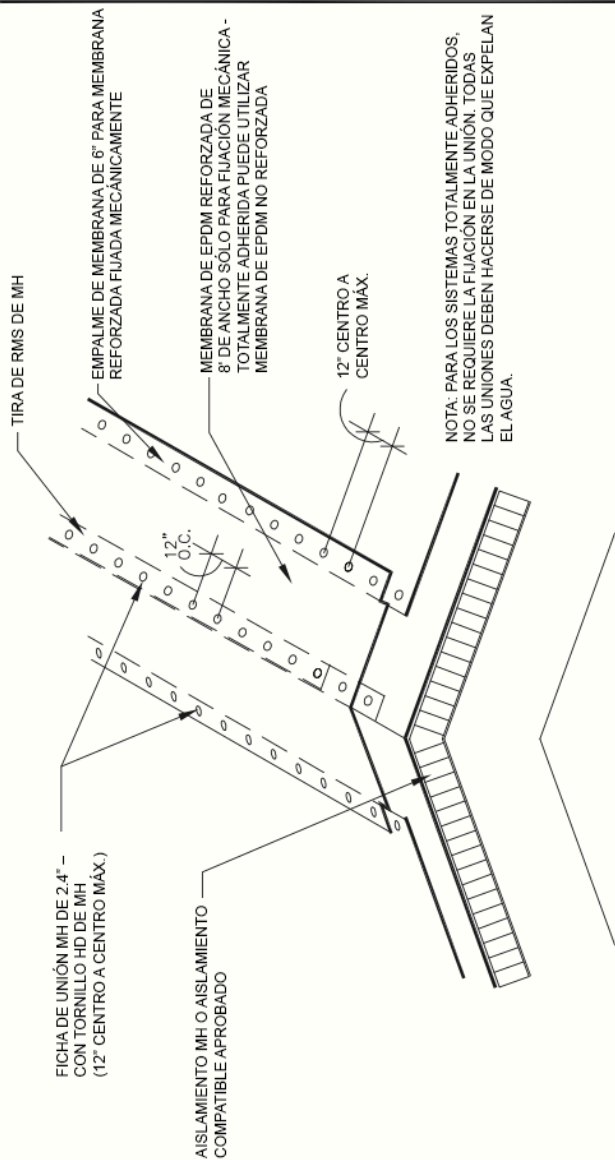 TIRA DE RMS DE MH
EMPALME DE MEMBRANA DE 6" PARA MEMBRANA
REFORZADA FIJADA MECÁNICAMENTE
MEMBRANA DE EPDM REFORZADA DE
8' DE ANCHO SÓLO PARA FIJACIÓN MECÁNICA -
TOTALMENTE ADHERIDA PUEDE UTILIZAR
MEMBRANA DE EPDM NO REFORZADA
FICHA DE UNIÓN MH DE 2.4" –
CON TORNILLO HD DE MH
(12" CENTRO A CENTRO MÁX.)
12"
O.C.
12" CENTRO A
CENTRO MÁX.
AISLAMIENTO MH O AISLAMIENTO
COMPATIBLE APROBADO
NOTA: PARA LOS SISTEMAS TOTALMENTE ADHERIDOS,
NO SE REQUIERE LA FIJACIÓN EN LA UNIÓN. TODAS
LAS UNIONES DEBEN HACERSE DE MODO QUE EXPELAN
EL AGUA.